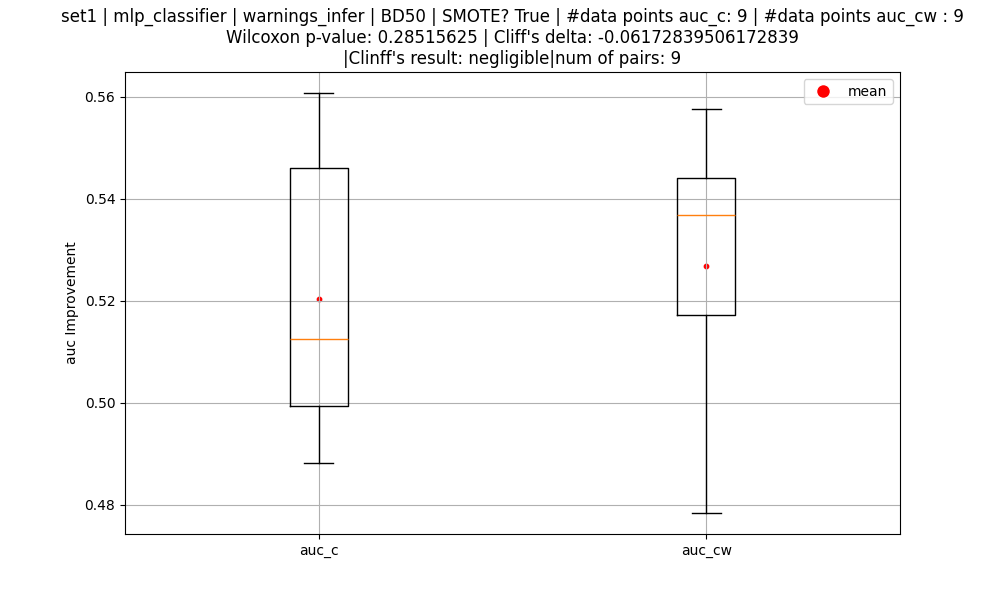 set1 | mlp_classifier | warnings_infer | BD50 | SMOTE? True | #data points auc_c: 9 | #data points auc_cw : 9
Wilcoxon p-value: 0.28515625 | Cliff's delta: -0.06172839506172839
|Clinff's result: negligible|num of pairs: 9
mean
0.56
0.54
0.52
0.50
0.48
auc Improvement
auc_c
auc_cw